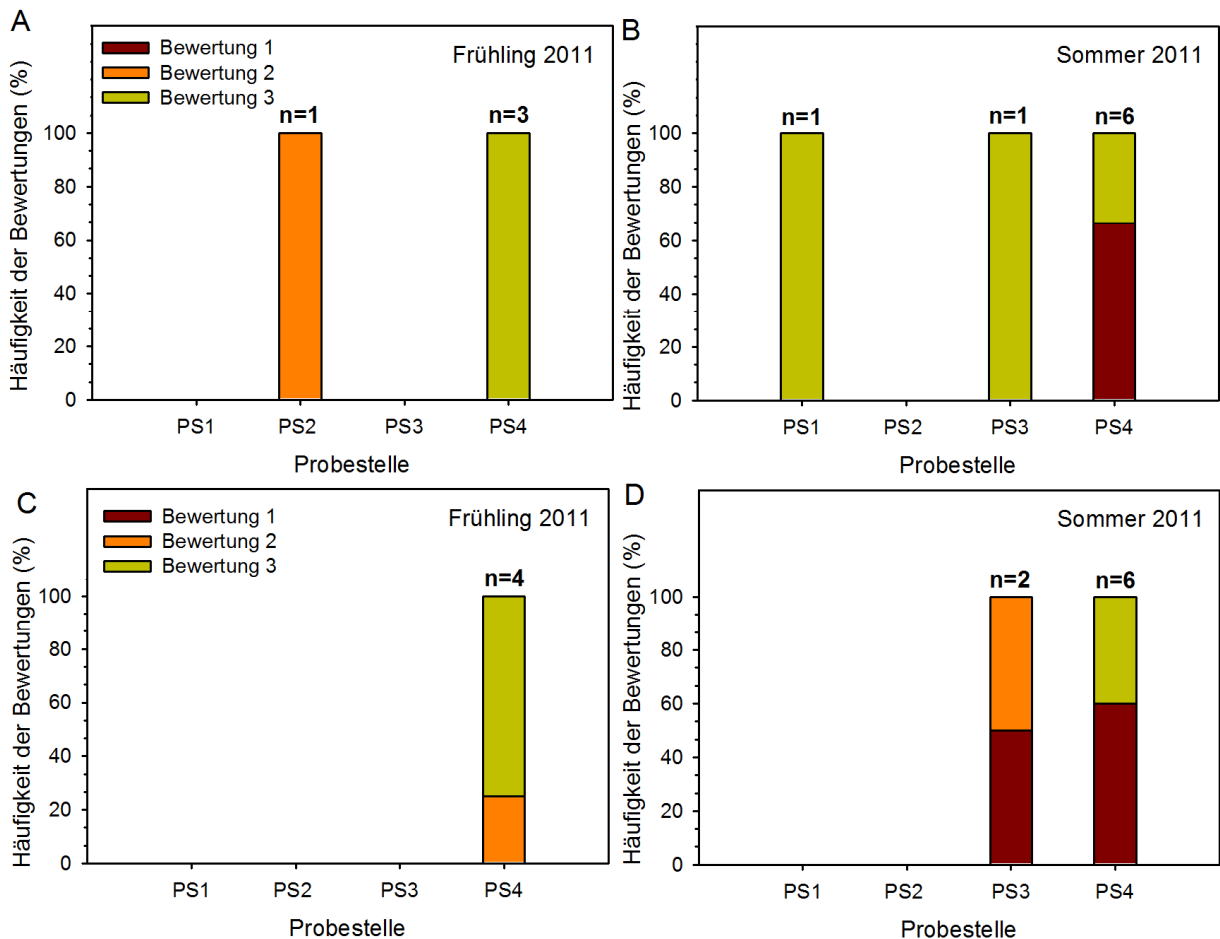 A
Häufigkeit der Bewertungen (%)
Bewertung 1
Bewertung 2
Bewertung 3
Frühling 2011
n=1
n=3
100
80
60
40
20
0
PS1 PS2 PS3 PS4
Probestelle
B
Häufigkeit der Bewertungen (%)
Sommer 2011
n=1
n=1
n=6
100
80
60
40
20
0
PS1 PS2 PS3 PS4
Probestelle
C
Häufigkeit der Bewertungen (%)
Bewertung 1
Bewertung 2
Bewertung 3
Frühling 2011
n=4
100
80
60
40
20
0
PS1 PS2 PS3 PS4
Probestelle
D
Häufigkeit der Bewertungen (%)
Sommer 2011
n=2
n=6
100
80
60
40
20
0
PS1 PS2 PS3 PS4
Probestelle